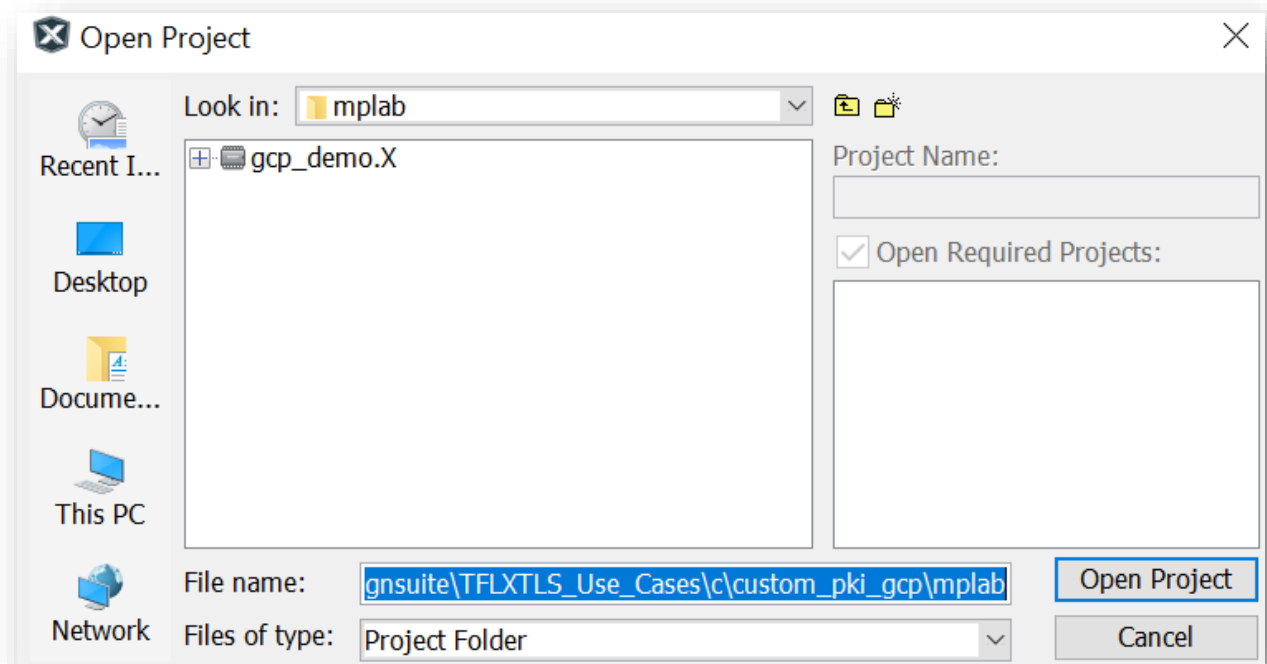 Open Project
Look in: mplab
Recent I...
Desktop
Docume...
This PC
Network
gcp_demo.X
Project Name:
Open Required Projects:
File name: gnsuite\TFLXTLS_Use_Cases\c\custom_pki_gcp\mplab
Open Project
Files of type: Project Folder
Cancel